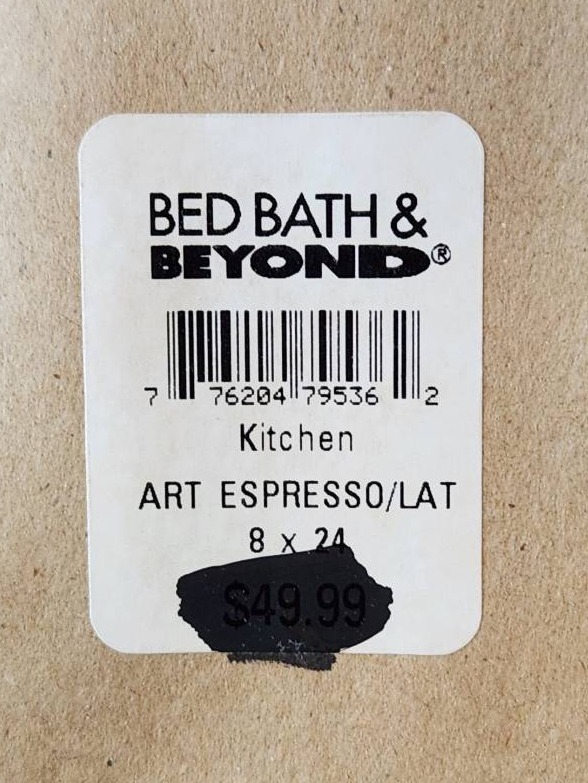 BED BATH &
BEYOND®
7 76204 79536 2
Kitchen
ART ESPRESSO/LAT
8 x 24
$49.99